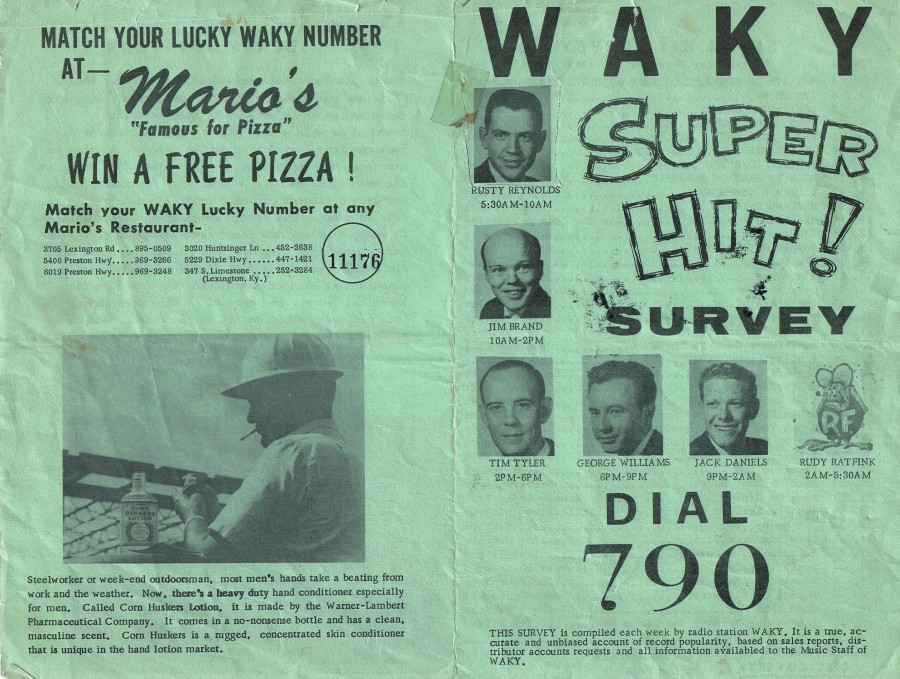 MATCH YOUR LUCKY WAKY NUMBER
AT—
Mario's
"Famous for Pizza"
WIN A FREE PIZZA !
Match your WAKY Lucky Number at any
Mario's Restaurant-
3705 Lexington Rd....895-0509
5400 Preston Hwy.....969-3266
8019 Preston Hwy.....969-3248
3020 Huntsinger Ln ...452-2638
5229 Dixie Hwy......447-1421
347 S. Limestone .....252-3284
(Lexington, Ky.)
11176
CORN
HUSKERS
LOTION
Steelworker or week-end outdoorsman, most men's hands take a beating from
work and the weather. Now, there's a heavy duty hand conditioner especially
for men. Called Corn Huskers Lotion, it is made by the Warner-Lambert
Pharmaceutical Company. It comes in a no-nonsense bottle and has a clean,
masculine scent. Corn Huskers is a rugged, concentrated skin conditioner
that is unique in the hand lotion market.
WAKY
SUPER
HIT!
SURVEY
RUSTY REYNOLDS
5:30AM-10AM
JIM BRAND
10AM-2PM
TIM TYLER
2PM-6PM
GEORGE WILLIAMS
6PM-9PM
JACK DANIELS
9PM-2AM
RF
RUDY RATFINK
2AM-5:30AM
DIAL
790
THIS SURVEY is compiled each week by radio station WAKY. It is a true, ac-
curate and unbiased account of record popularity, based on sales reports, dis-
tributor accounts requests and all information availabled to the Music Staff of
WAKY.